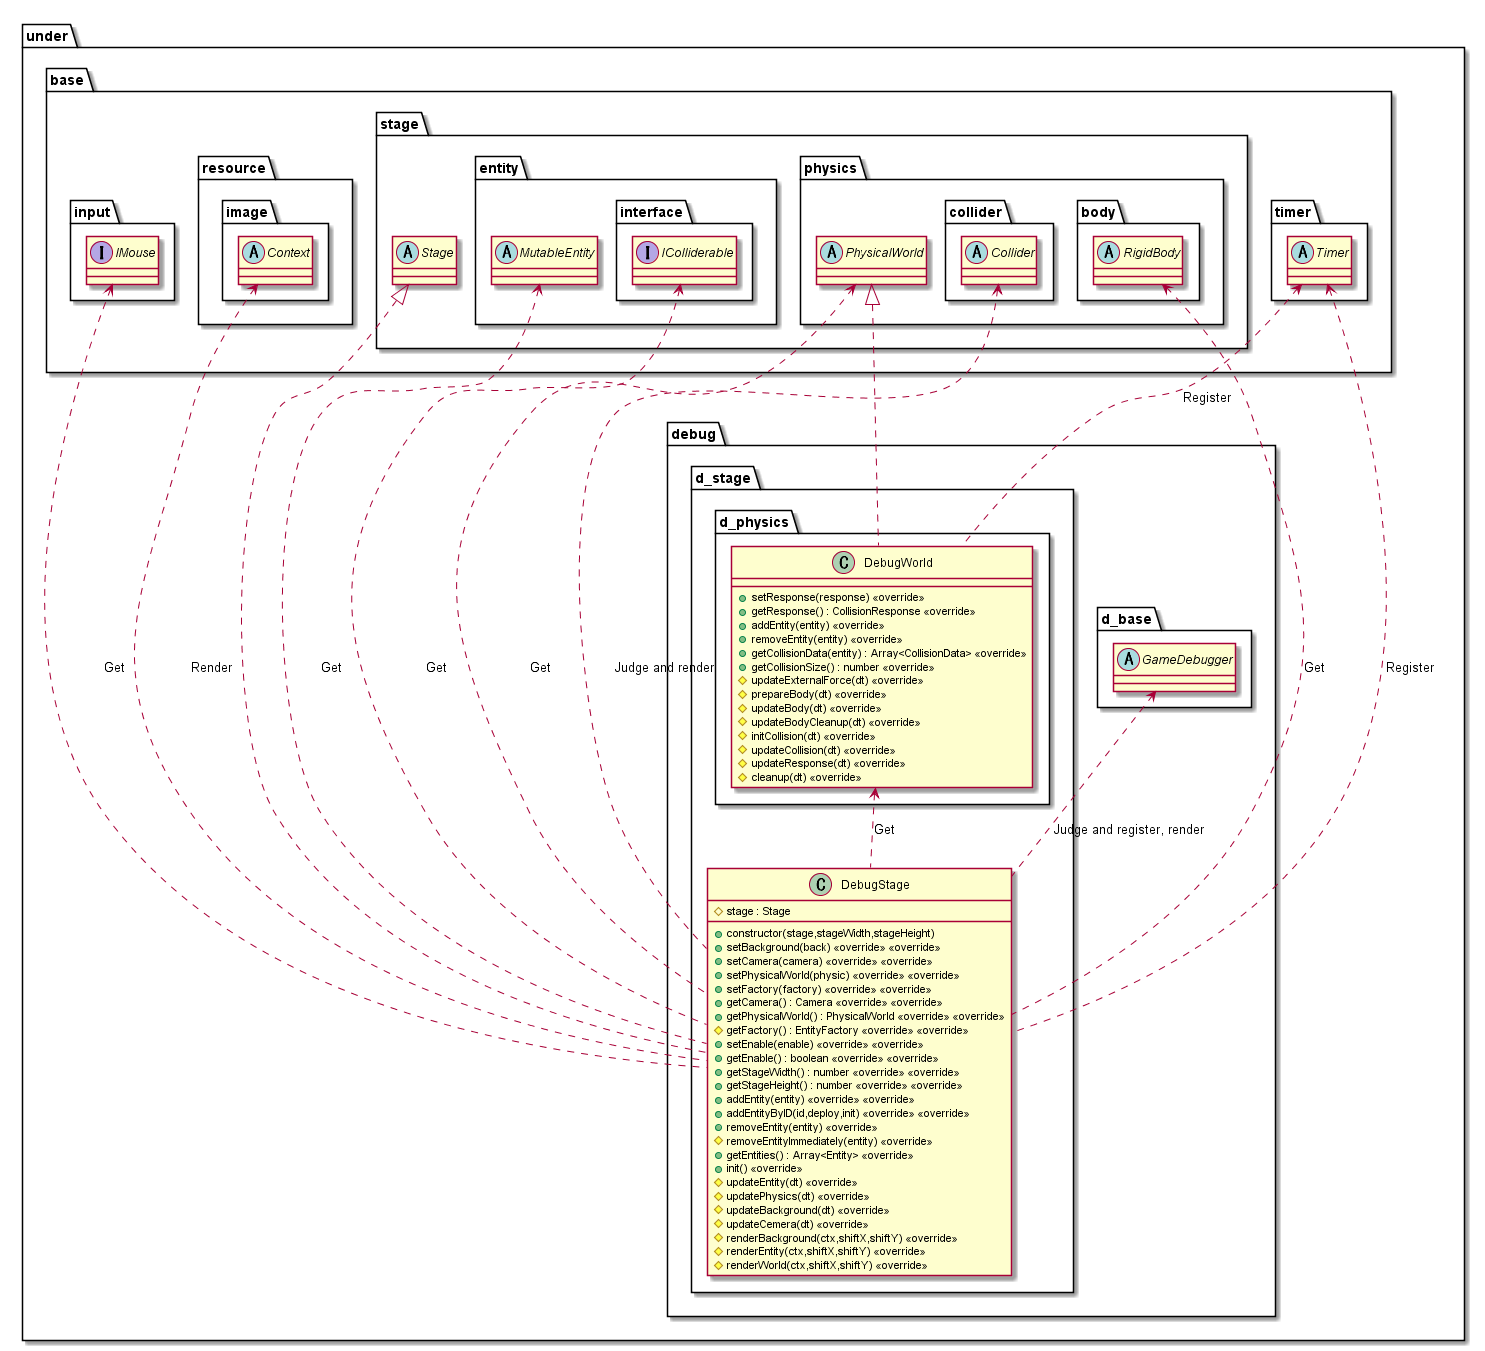 under
base
stage
resource
entity
physics
input
image
interface
collider
body
timer
I IMouse
A Context
A Stage
A MutableEntity
I IColliderable
A PhysicalWorld
A Collider
A RigidBody
A Timer
Register
debug
d_stage
d_physics
C DebugWorld
setResponse(response) «override»
getResponse() : CollisionResponse «override»
addEntity(entity) «override»
removeEntity(entity) «override»
getCollisionData(entity) : Array<CollisionData> «override»
getCollisionSize() : number «override»
updateExternalForce(dt) «override»
prepareBody(dt) «override»
updateBody(dt) «override»
updateBodyCleanup(dt) «override»
initCollision(dt) «override»
updateCollision(dt) «override»
updateResponse(dt) «override»
cleanup(dt) «override»
d_base
A GameDebugger
Get
Render
Get
Get
Get
Judge and render
Get
Register
Get
Judge and register, render
C DebugStage
stage : Stage
constructor(stage,stageWidth,stageHeight)
setBackground(back) «override» «override»
setCamera(camera) «override» «override»
setPhysicalWorld(physic) «override» «override»
setFactory(factory) «override» «override»
getCamera() : Camera «override» «override»
getPhysicalWorld() : PhysicalWorld «override» «override»
getFactory() : EntityFactory «override» «override»
setEnable(enable) «override» «override»
getEnable() : boolean «override» «override»
getStageWidth() : number «override» «override»
getStageHeight() : number «override» «override»
addEntity(entity) «override» «override»
addEntityByID(id,deploy,init) «override» «override»
removeEntity(entity) «override»
removeEntityImmediately(entity) «override»
getEntities() : Array<Entity> «override»
init() «override»
updateEntity(dt) «override»
updatePhysics(dt) «override»
updateBackground(dt) «override»
updateCemera(dt) «override»
renderBackground(ctx,shiftX,shiftY) «override»
renderEntity(ctx,shiftX,shiftY) «override»
renderWorld(ctx,shiftX,shiftY) «override»